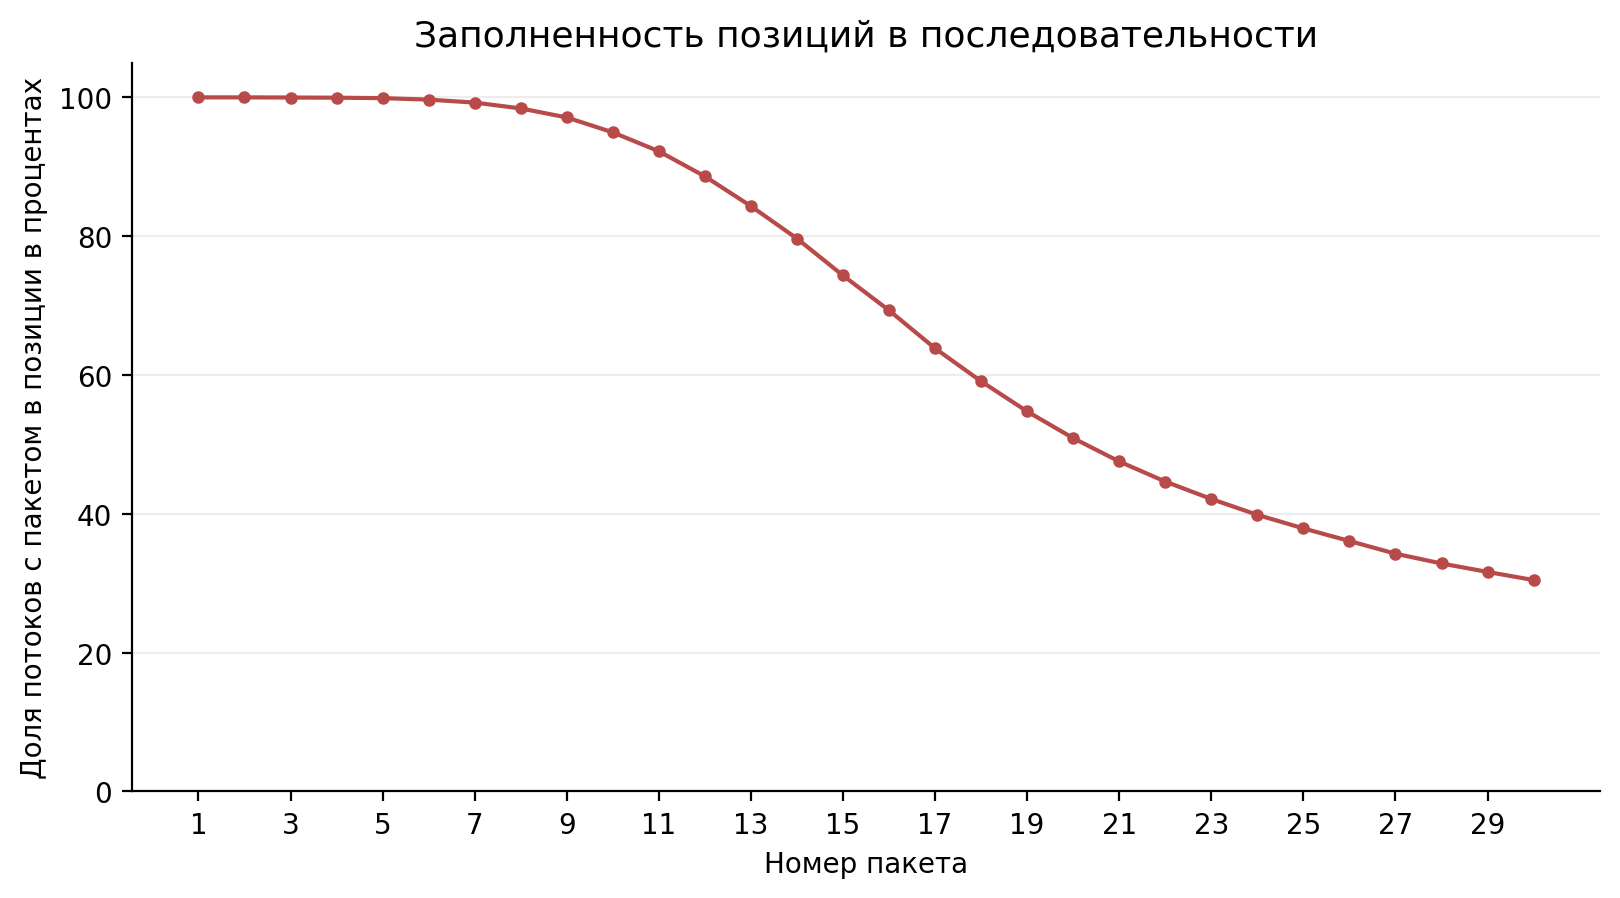 Заполненность позиций в последовательности
Доля потоков с пакетом в позиции в процентах
100
80
60
40
20
0
1 3 5 7 9 11 13 15 17 19 21 23 25 27 29
Номер пакета